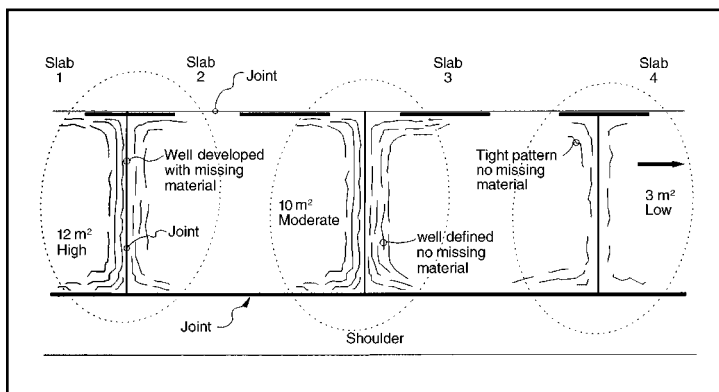 Slab
1
Slab
2
Joint
Slab
3
Slab
4
Well developed
with missing
material
Tight pattern
no missing
material
10 m²
Moderate
3 m²
Low
12 m²
High
Joint
well defined
no missing
material
Joint
Shoulder